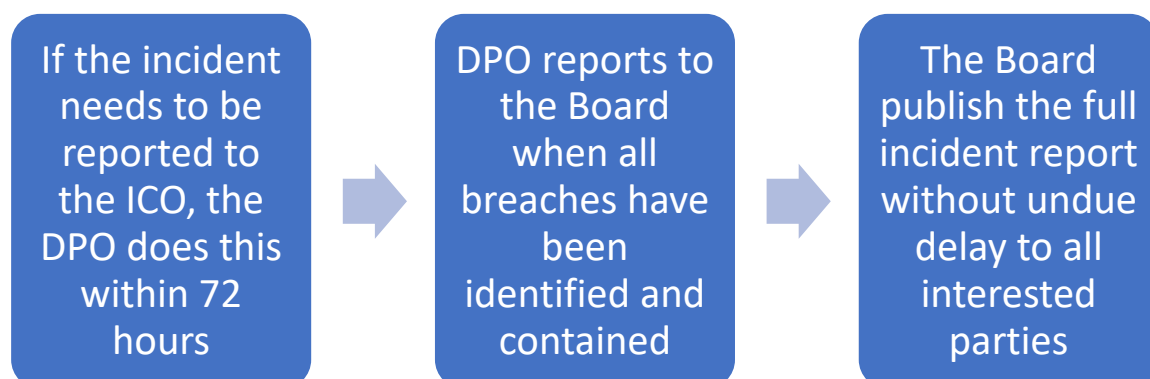 If the incident
needs to be
reported to
the ICO, the
DPO does this
within 72
hours
DPO reports to
the Board
when all
breaches have
been
identified and
contained
The Board
publish the full
incident report
without undue
delay to all
interested
parties